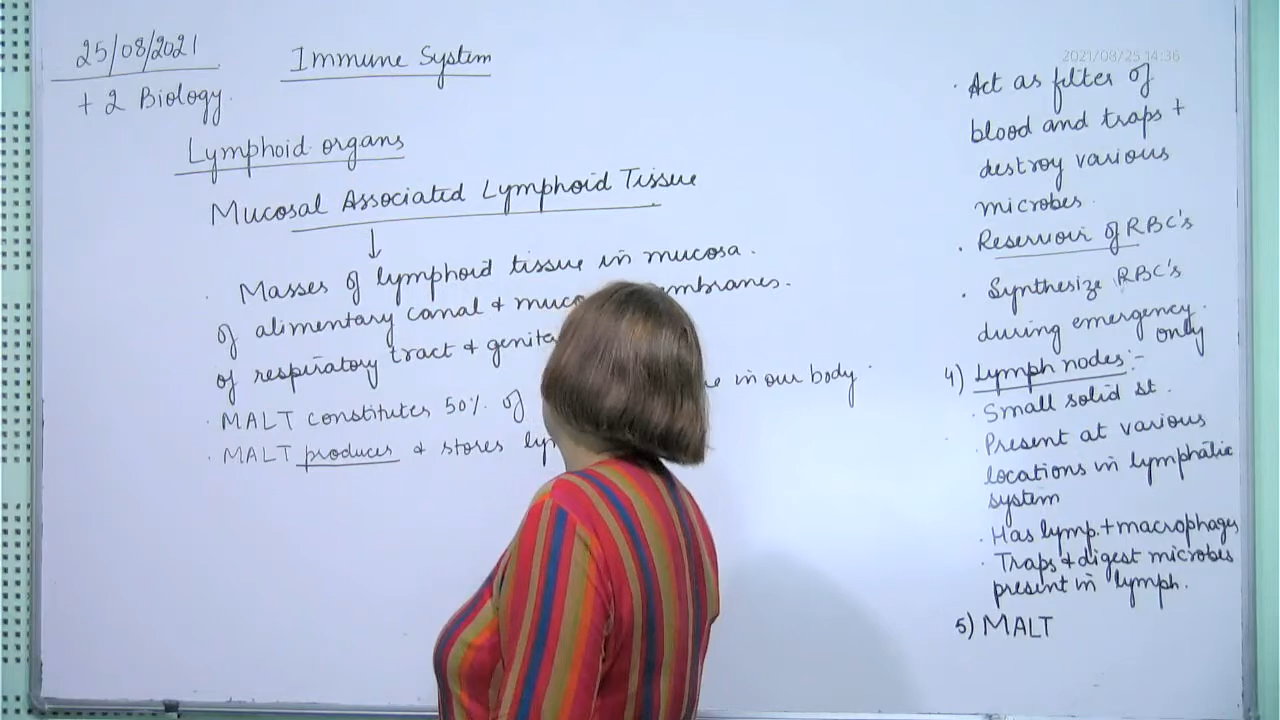 25/08/2021
+ 2 Biology.
Immune System
Lymphoid organs
Mucosal Associated Lymphoid Tissue
↓
· Masses of lymphoid tissue in mucosa.
of alimentary canal + membranes.
of respiratory tract +
· MALT constitutes 50% of in our body.
· MALT produces + stores
2021/08/25 14:36
· Act as filter of
blood and traps +
destroy various
microbes.
· Reservoir of RBC's
· Synthesize RBC's
during emergency.
only
4) Lymph nodes:-
· Small solid st.
· Present at various
locations in lymphatic
system
· Has lymp. + macrophages
· Traps + digest microbes
present in lymph.
5) MALT